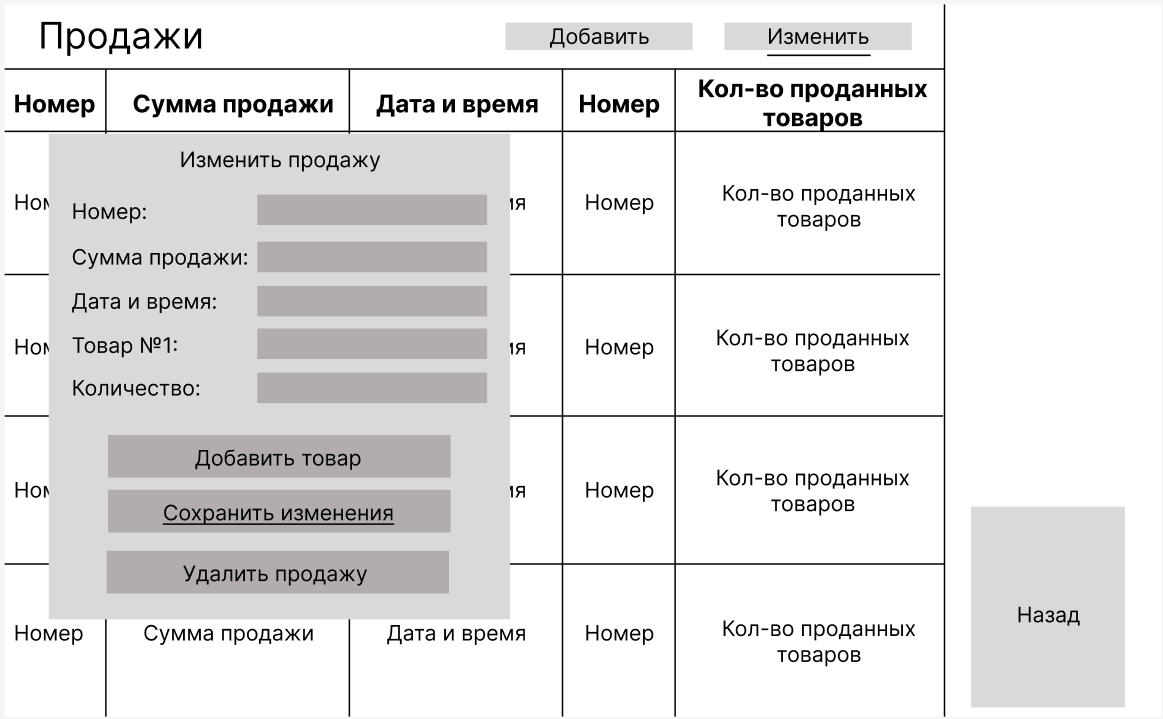 Продажи
Добавить
Изменить
Номер
Сумма продажи
Дата и время
Номер
Кол-во проданных
товаров
Изменить продажу
Номер:
Сумма продажи:
Дата и время:
Товар №1:
Количество:
Добавить товар
Сохранить изменения
Удалить продажу
Номер
Кол-во проданных
товаров
Номер
Кол-во проданных
товаров
Номер
Кол-во проданных
товаров
Номер
Сумма продажи
Дата и время
Номер
Кол-во проданных
товаров
Назад